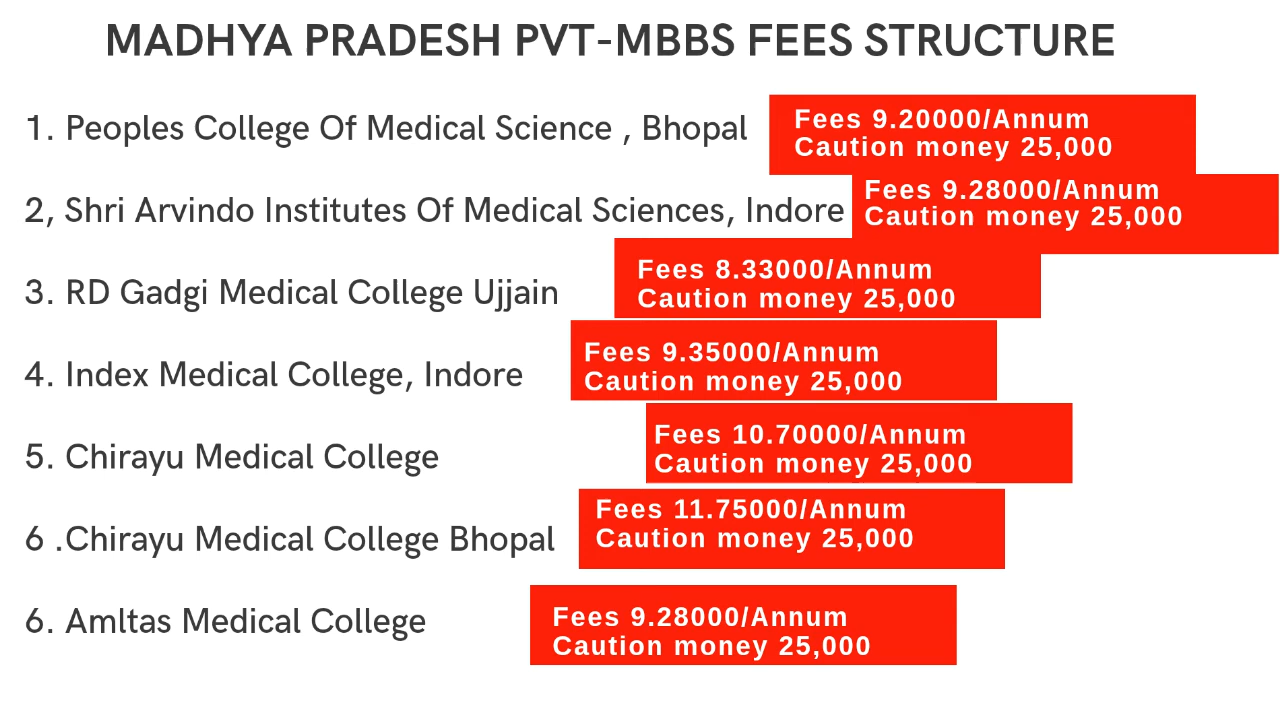 MADHYA PRADESH PVT-MBBS FEES STRUCTURE
1. Peoples College Of Medical Science , Bhopal
Fees 9.20000/Annum
Caution money 25,000
2, Shri Arvindo Institutes Of Medical Sciences, Indore
Fees 9.28000/Annum
Caution money 25,000
3. RD Gadgi Medical College Ujjain
Fees 8.33000/Annum
Caution money 25,000
4. Index Medical College, Indore
Fees 9.35000/Annum
Caution money 25,000
5. Chirayu Medical College
Fees 10.70000/Annum
Caution money 25,000
6 .Chirayu Medical College Bhopal
Fees 11.75000/Annum
Caution money 25,000
6. Amltas Medical College
Fees 9.28000/Annum
Caution money 25,000